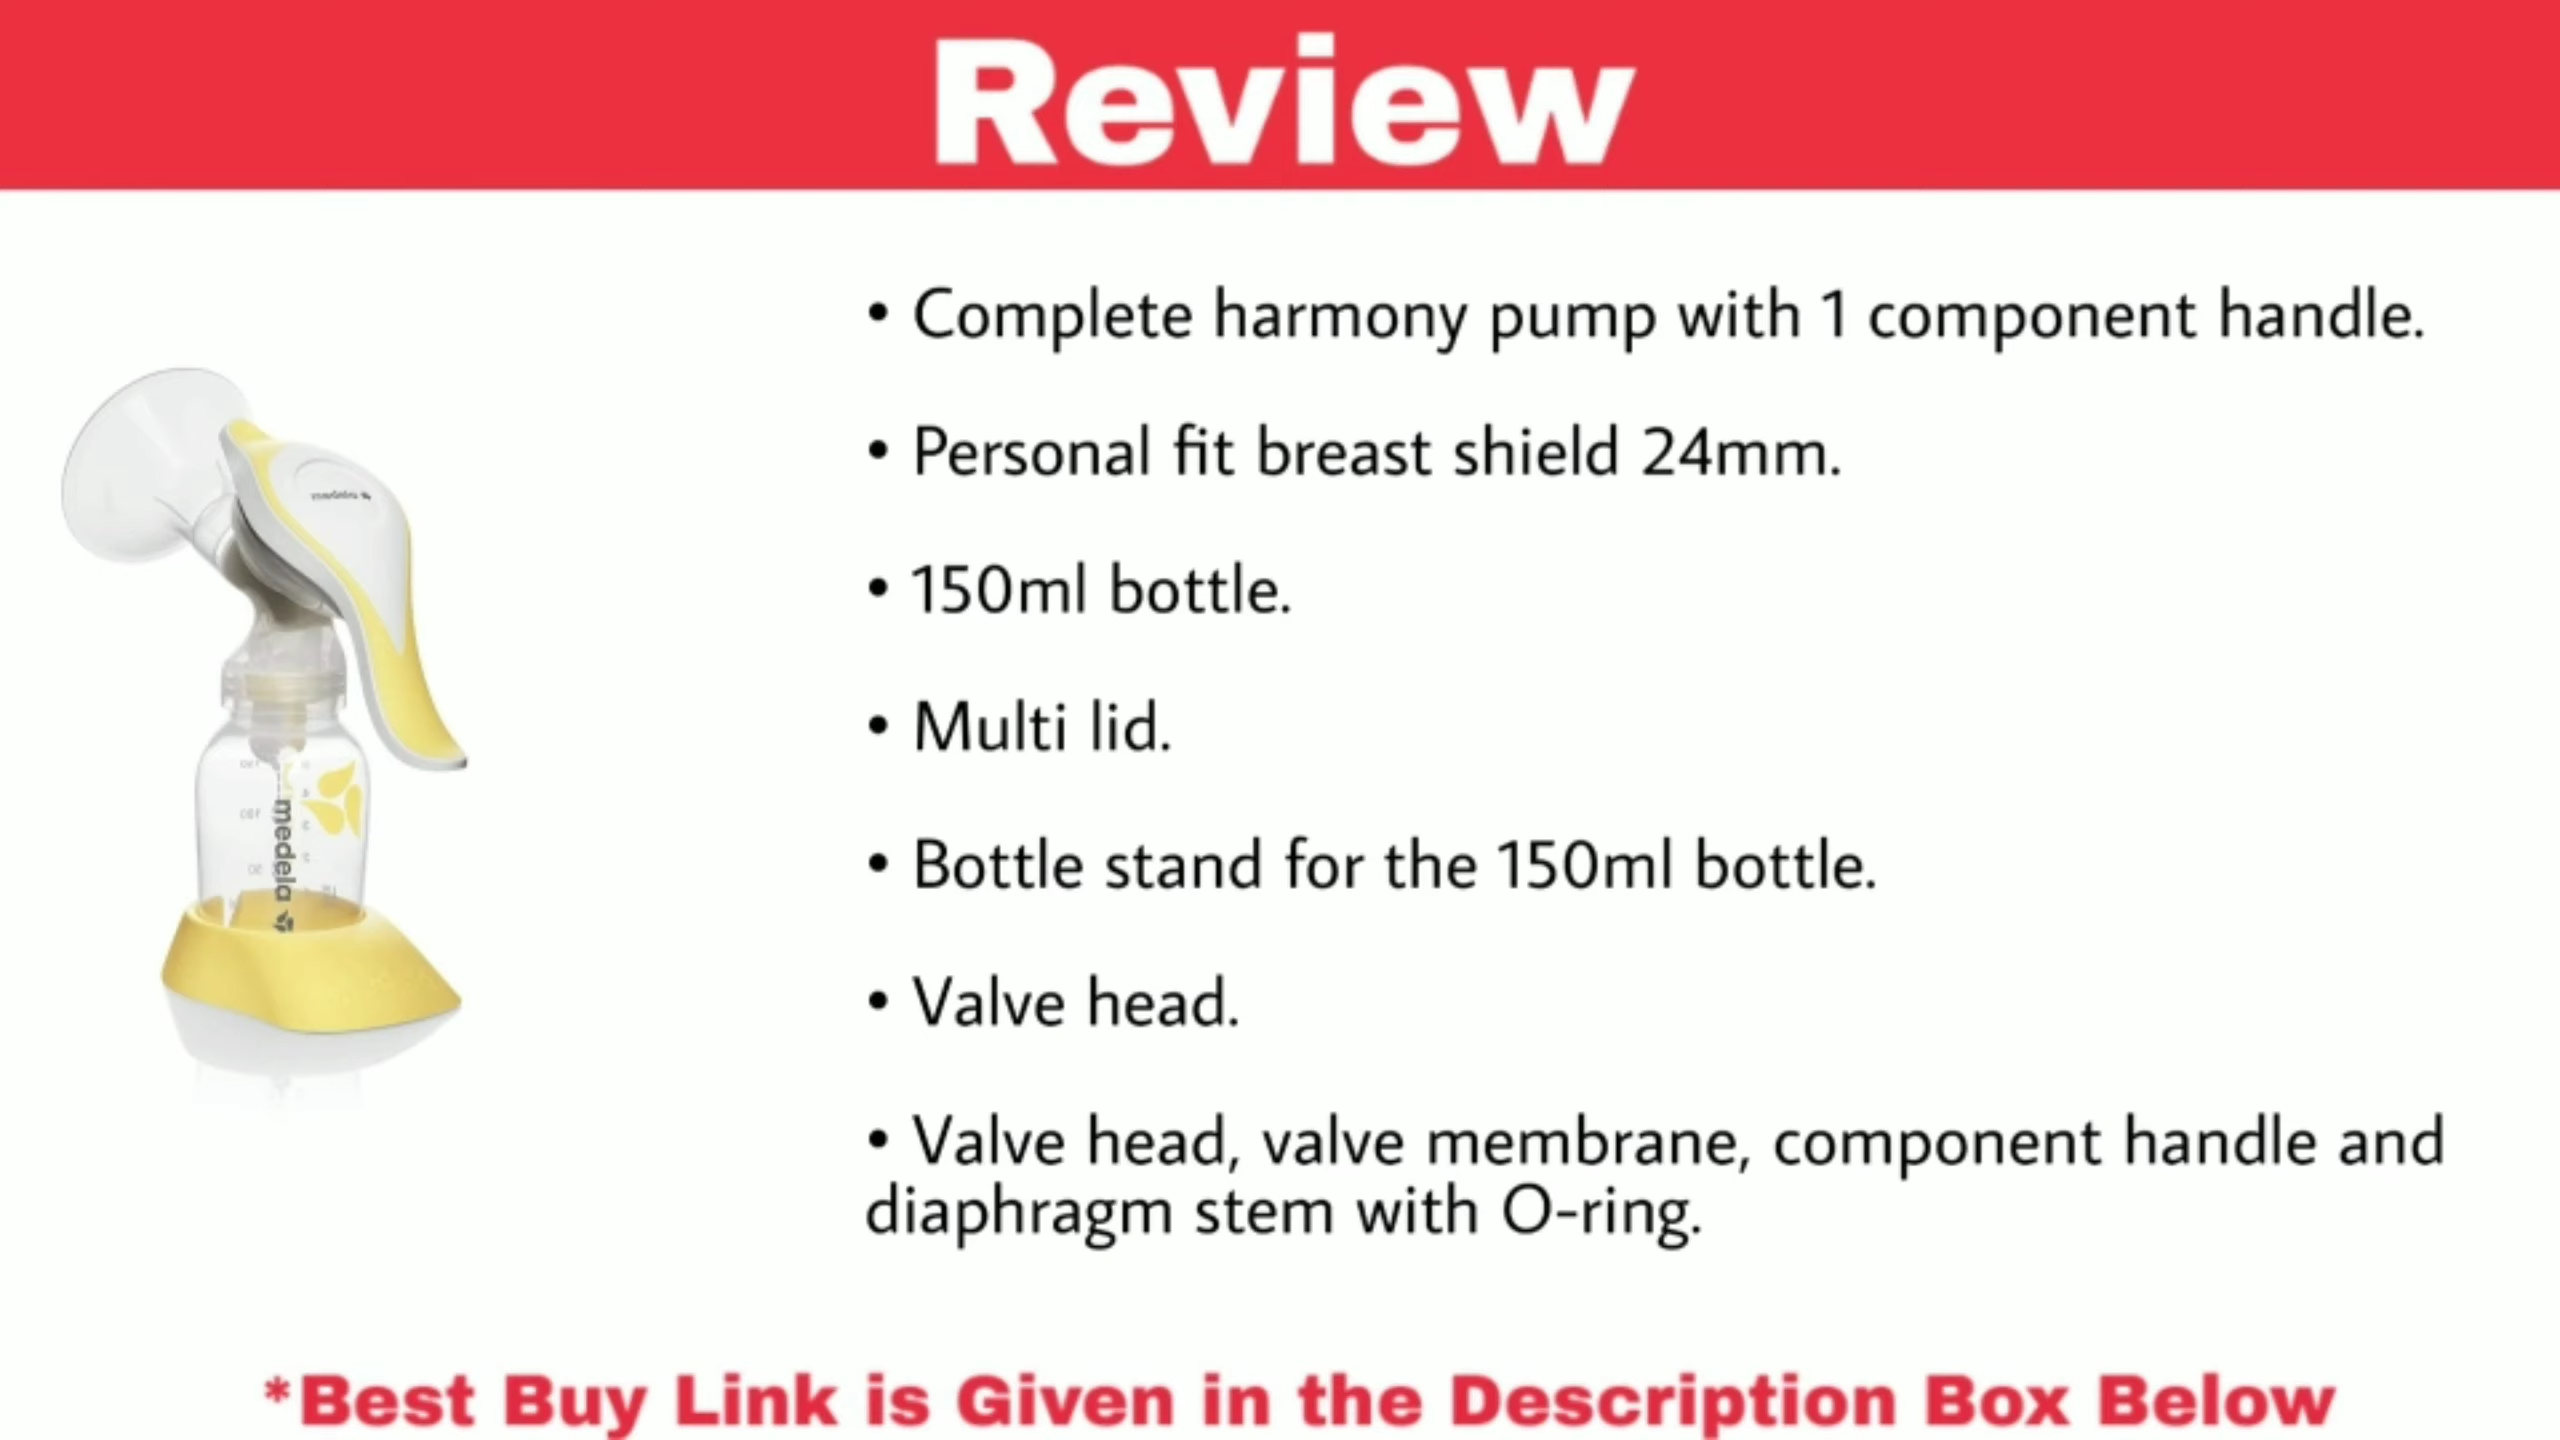 Review
• Complete harmony pump with 1 component handle.
• Personal fit breast shield 24mm.
• 150ml bottle.
• Multi lid.
• Bottle stand for the 150ml bottle.
• Valve head.
• Valve head, valve membrane, component handle and
diaphragm stem with O-ring.
medela
medela
*Best Buy Link is Given in the Description Box Below